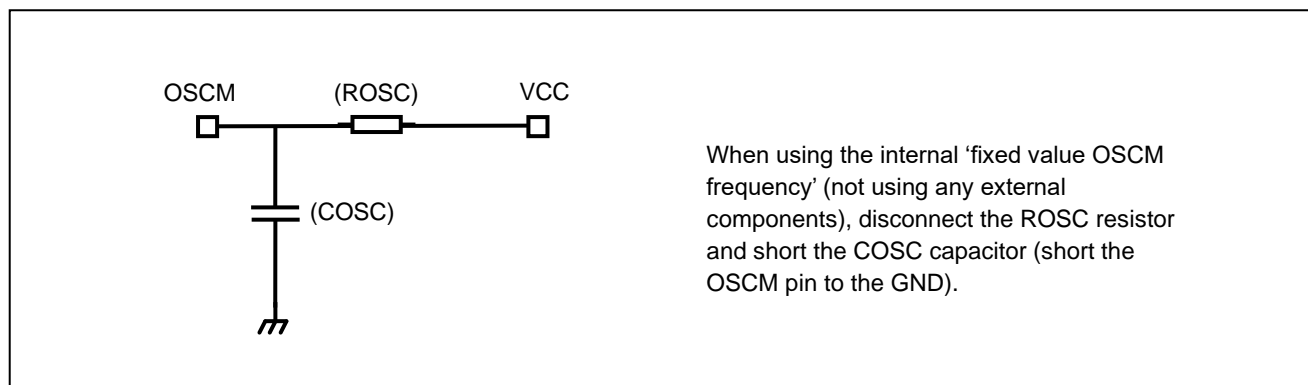 OSCM (ROSC) VCC
(COSC)
When using the internal ‘fixed value OSCM
frequency’ (not using any external
components), disconnect the ROSC resistor
and short the COSC capacitor (short the
OSCM pin to the GND).